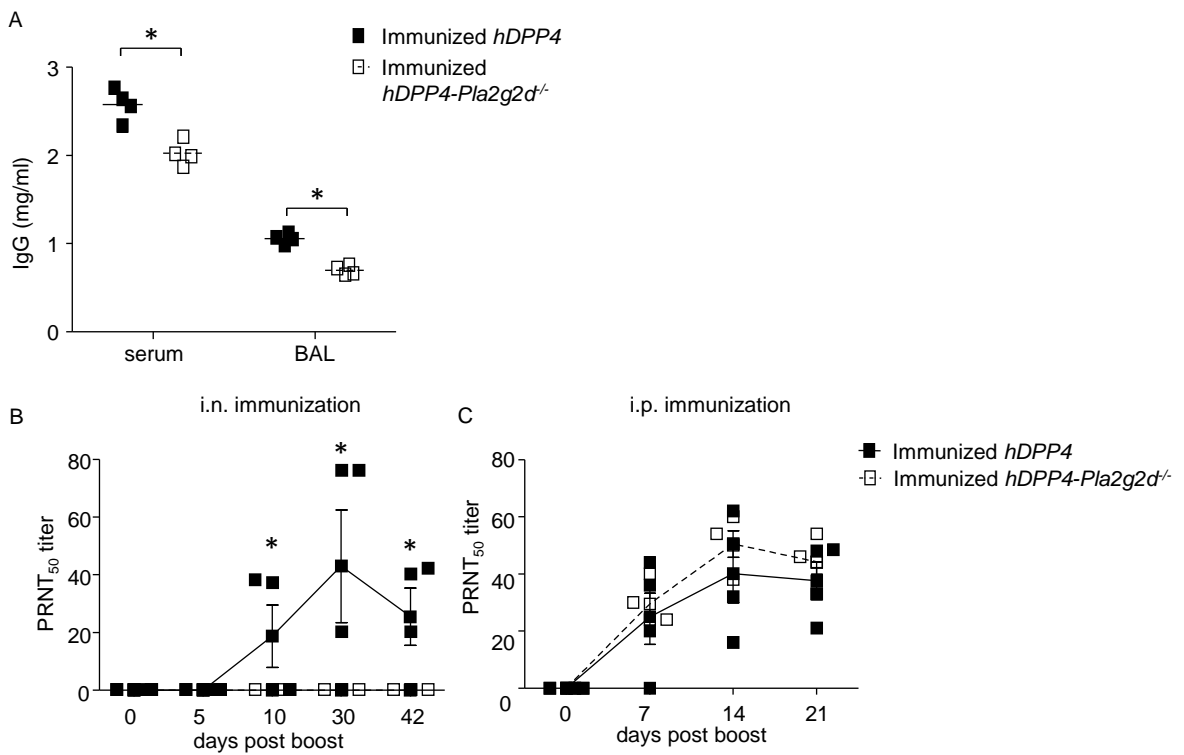 A
*
Immunized hDPP4
Immunized
hDPP4-Pla2g2d-/-
3
*
2
IgG (mg/ml)
1
0
serum
BAL
B
i.n. immunization
C
i.p. immunization
Immunized hDPP4
Immunized hDPP4-Pla2g2d-/-
80
*
60
*
*
40
PRNT50 titer
20
0
0
5
10
30
42
days post boost
80
60
40
PRNT50 titer
20
0
0
7
14
21
days post boost